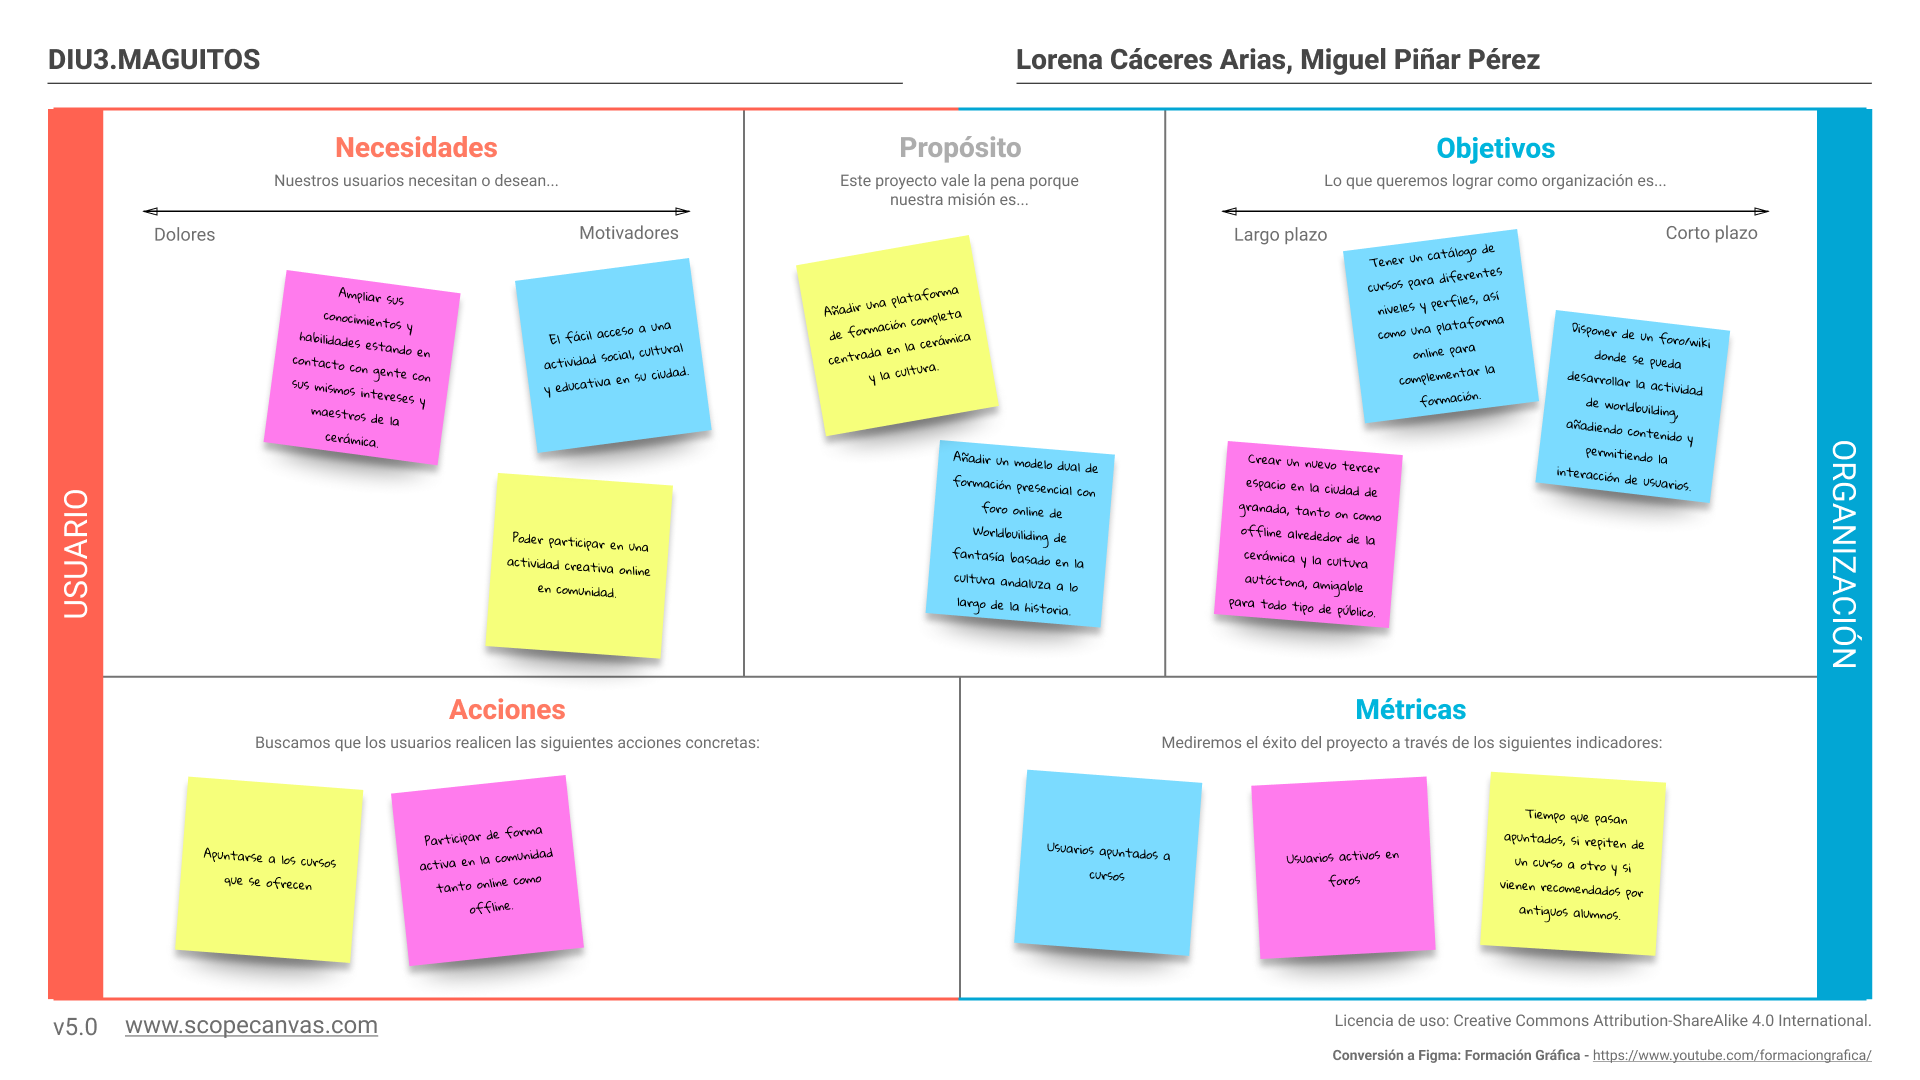 DIU3.MAGUITOS
Lorena Cáceres Arias, Miguel Piñar Pérez
USUARIO
Necesidades
Nuestros usuarios necesitan o desean...
Dolores
Motivadores
Ampliar sus
conocimientos y
habilidades estando en
contacto con gente con
sus mismos intereses y
maestros de la
cerámica.
El fácil acceso a una
actividad social, cultural
y educativa en su ciudad.
Poder participar en una
actividad creativa online
en comunidad.
Propósito
Este proyecto vale la pena porque
nuestra misión es...
Añadir una plataforma
de formación completa
centrada en la cerámica
y la cultura.
Añadir un modelo dual de
formación presencial con
foro online de
Worldbuiliding de
fantasía basado en la
cultura andaluza a lo
largo de la historia.
Objetivos
Lo que queremos lograr como organización es...
Largo plazo
Corto plazo
Tener un catálogo de
cursos para diferentes
niveles y perfiles, así
como una plataforma
online para
complementar la
formación.
Disponer de un foro/wiki
donde se pueda
desarrollar la actividad
de worldbuilding,
añadiendo contenido y
permitiendo la
interacción de usuarios.
Crear un nuevo tercer
espacio en la ciudad de
granada, tanto on como
offline alrededor de la
cerámica y la cultura
autóctona, amigable
para todo tipo de público.
ORGANIZACIÓN
Acciones
Buscamos que los usuarios realicen las siguientes acciones concretas:
Apuntarse a los cursos
que se ofrecen
Participar de forma
activa en la comunidad
tanto online como
offline.
Métricas
Mediremos el éxito del proyecto a través de los siguientes indicadores:
Usuarios apuntados a
cursos
Usuarios activos en
foros
Tiempo que pasan
apuntados, si repiten de
un curso a otro y si
vienen recomendados por
antiguos alumnos.
v5.0 www.scopecanvas.com
Licencia de uso: Creative Commons Attribution-ShareAlike 4.0 International.
Conversión a Figma: Formación Gráfica - https://www.youtube.com/formaciongrafica/